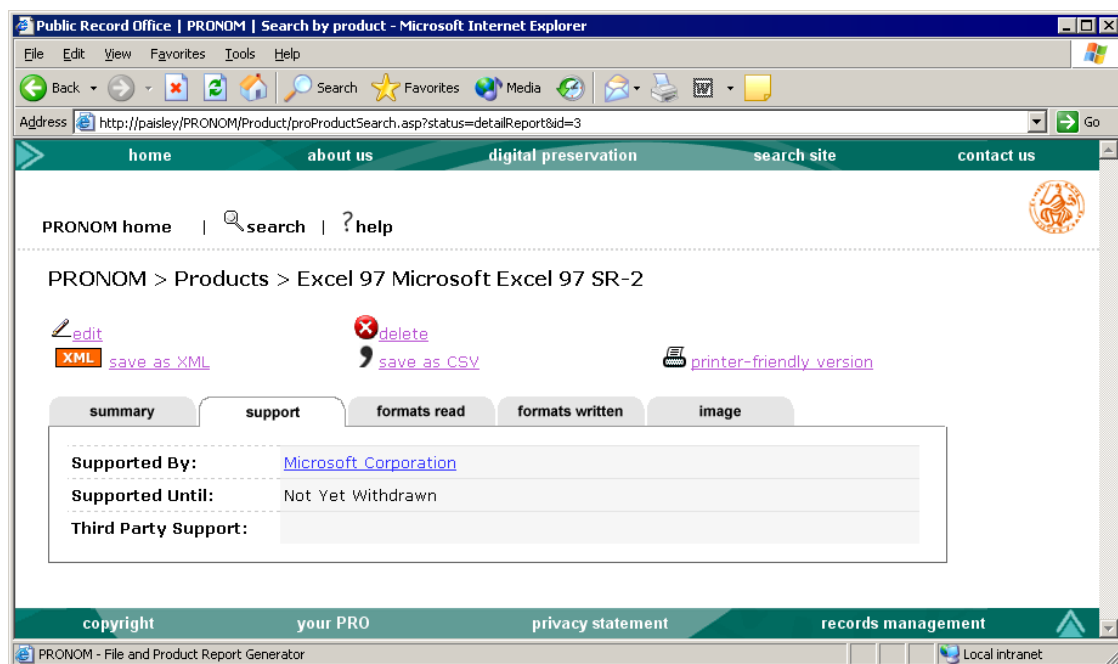 Public Record Office | PRONOM | Search by product - Microsoft Internet Explorer
File Edit View Favorites Tools Help
Back Search Favorites Media
Address http://paisley/PRONOM/Product/proProductSearch.asp?status=detailReport&id=3 Go
home about us digital preservation search site contact us
PRONOM home | search | ? help
PRONOM > Products > Excel 97 Microsoft Excel 97 SR-2
edit delete
XML save as XML save as CSV printer-friendly version
summary support formats read formats written image
Supported By: Microsoft Corporation
Supported Until: Not Yet Withdrawn
Third Party Support:
copyright your PRO privacy statement records management
PRONOM - File and Product Report Generator Local intranet